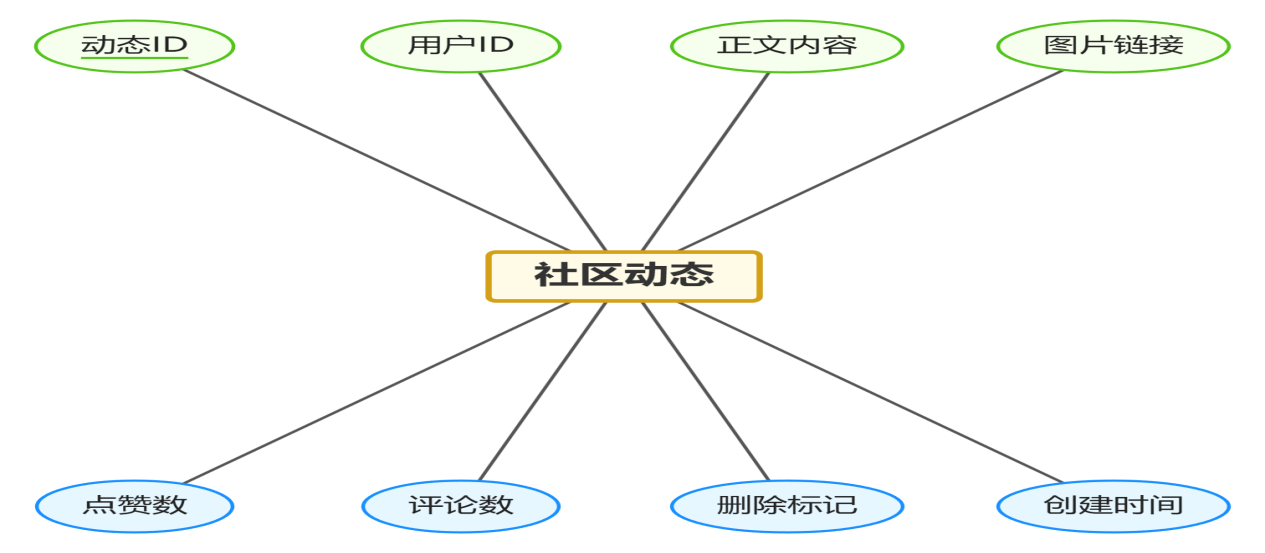 动态ID
用户ID
正文内容
图片链接
社区动态
点赞数
评论数
删除标记
创建时间